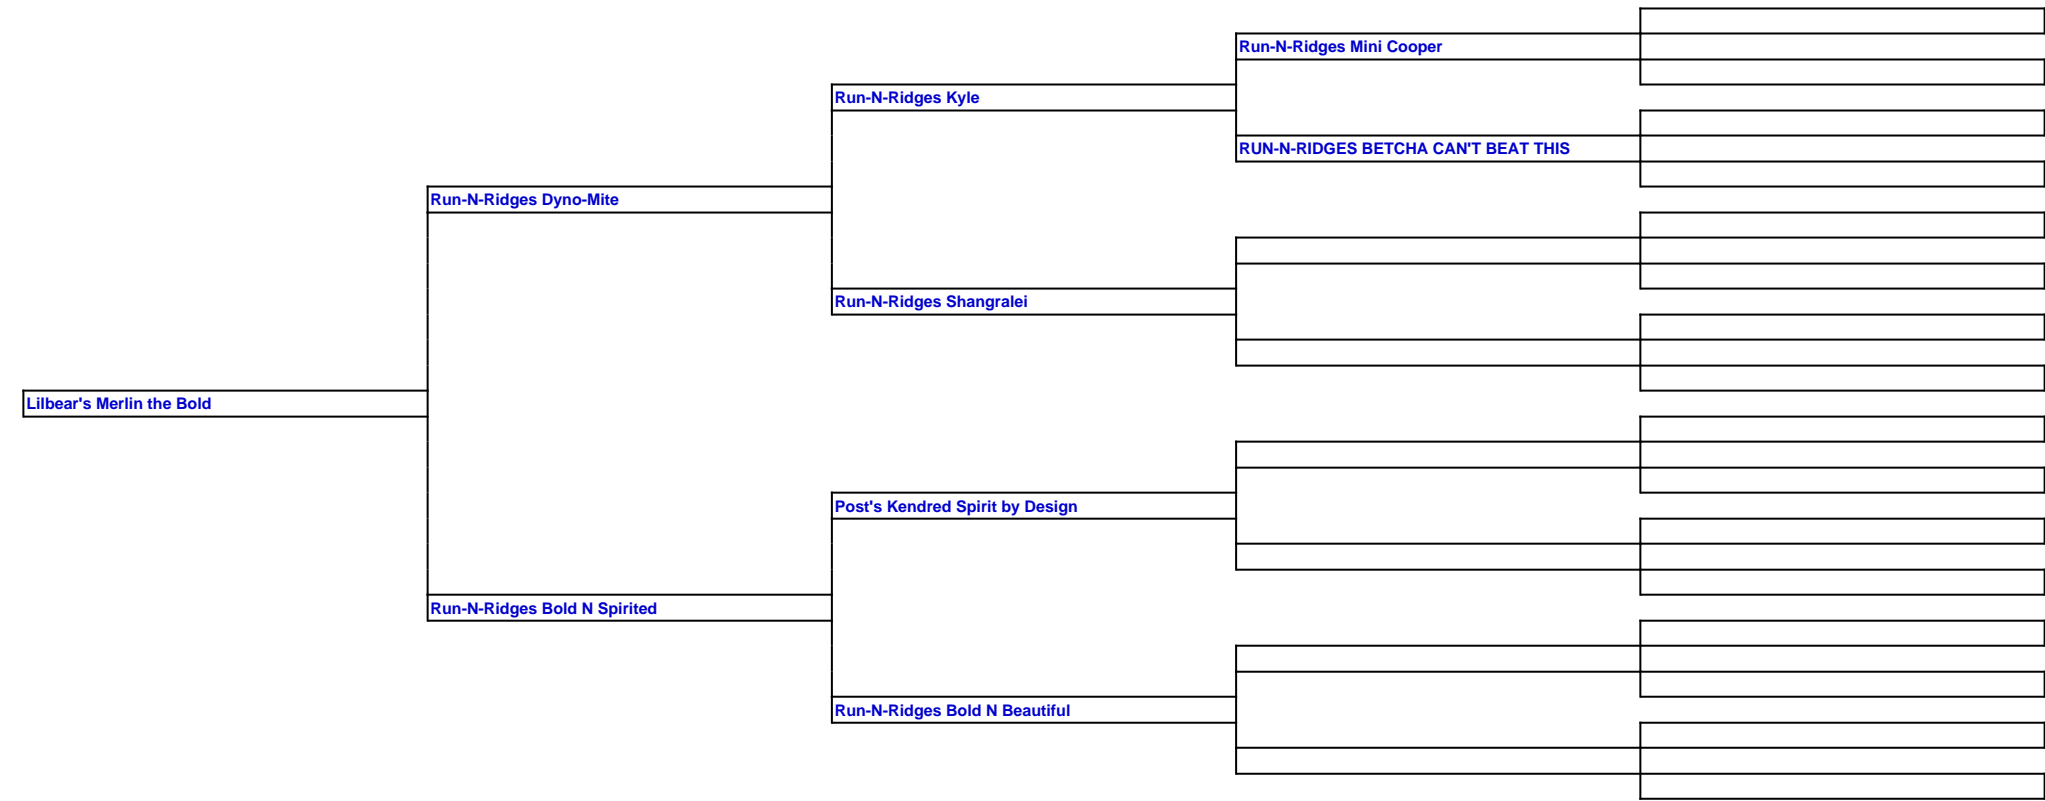 Run-N-Ridges Mini Cooper
Run-N-Ridges Kyle
RUN-N-RIDGES BETCHA CAN'T BEAT THIS
Run-N-Ridges Dyno-Mite
Run-N-Ridges Shangralei
Lilbear's Merlin the Bold
Post's Kendred Spirit by Design
Run-N-Ridges Bold N Spirited
Run-N-Ridges Bold N Beautiful